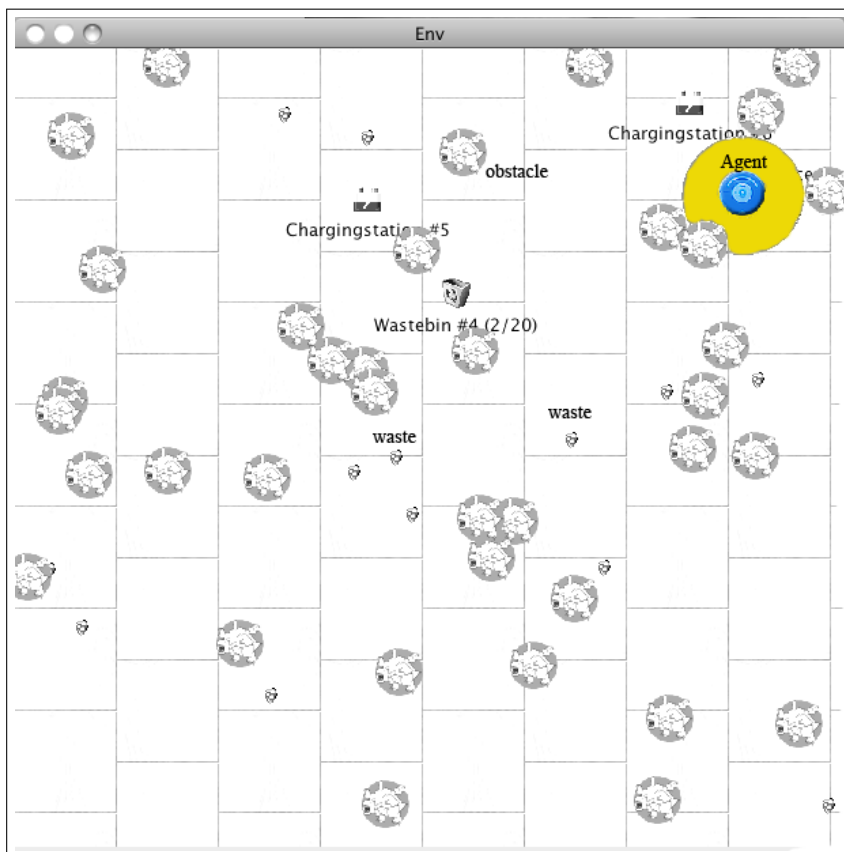 Env
Chargingstation
Agent
obstacle
Chargingstation #5
Wastebin #4 (2/20)
waste
waste